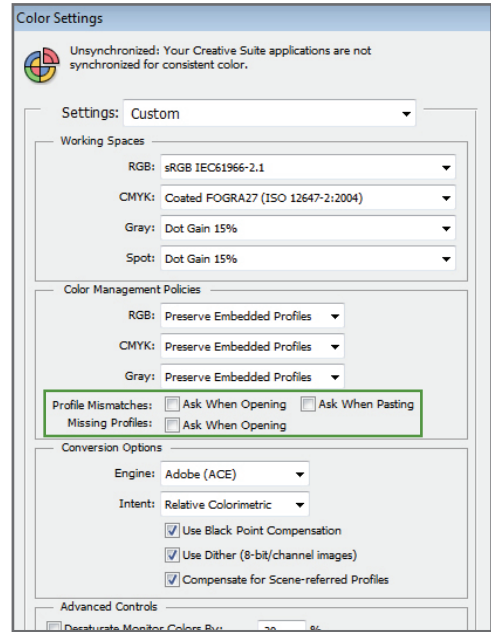 Color Settings
Unsynchronized: Your Creative Suite applications are not
synchronized for consistent color.
Settings: Custom
Working Spaces
RGB: sRGB IEC61966-2.1
CMYK: Coated FOGRA27 (ISO 12647-2:2004)
Gray: Dot Gain 15%
Spot: Dot Gain 15%
Color Management Policies
RGB: Preserve Embedded Profiles
CMYK: Preserve Embedded Profiles
Gray: Preserve Embedded Profiles
Profile Mismatches: Ask When Opening Ask When Pasting
Missing Profiles: Ask When Opening
Conversion Options
Engine: Adobe (ACE)
Intent: Relative Colorimetric
Use Black Point Compensation
Use Dither (8-bit/channel images)
Compensate for Scene-referred Profiles
Advanced Controls
Desaturate Monitor Colors By: 20 %